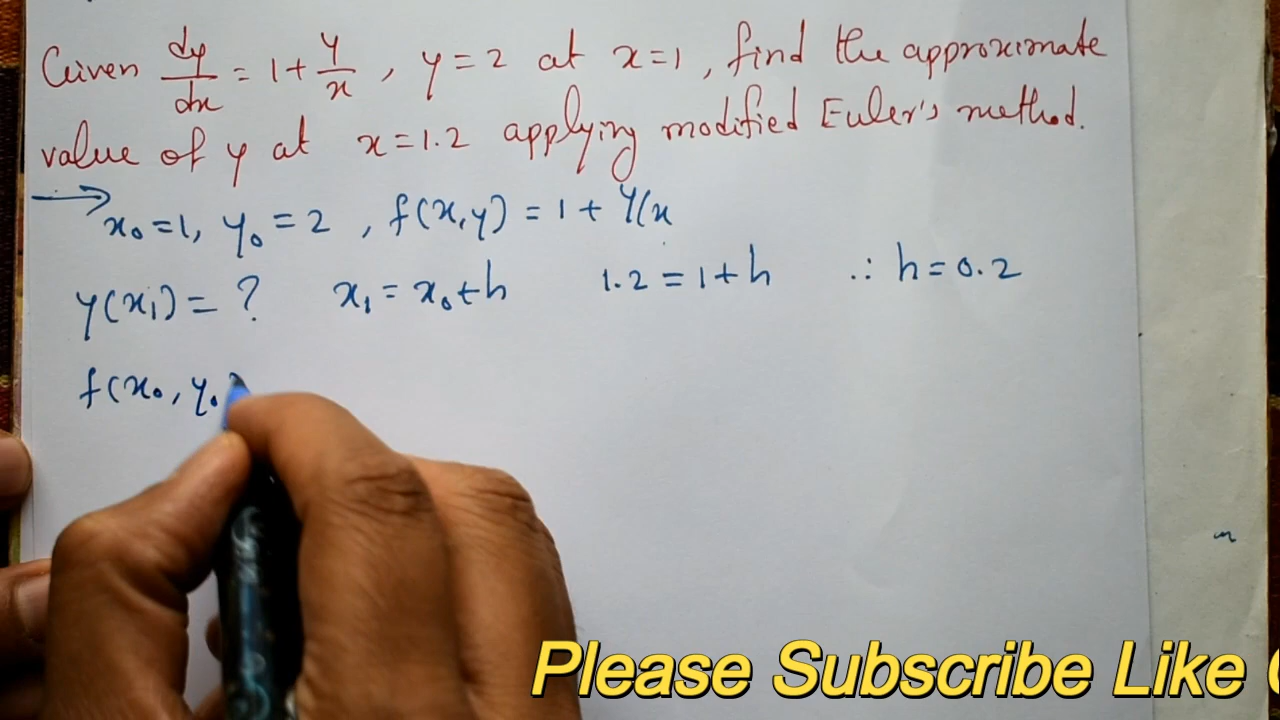 Given dy/dx = 1 + y/x , y = 2 at x = 1 , find the approximate
value of y at x = 1.2 applying modified Euler's method.
→ x₀ = 1, y₀ = 2 , f(x,y) = 1 + y/x
y(x₁) = ? x₁ = x₀ + h 1.2 = 1 + h ∴ h = 0.2
f(x₀, y₀)
Please Subscribe Like